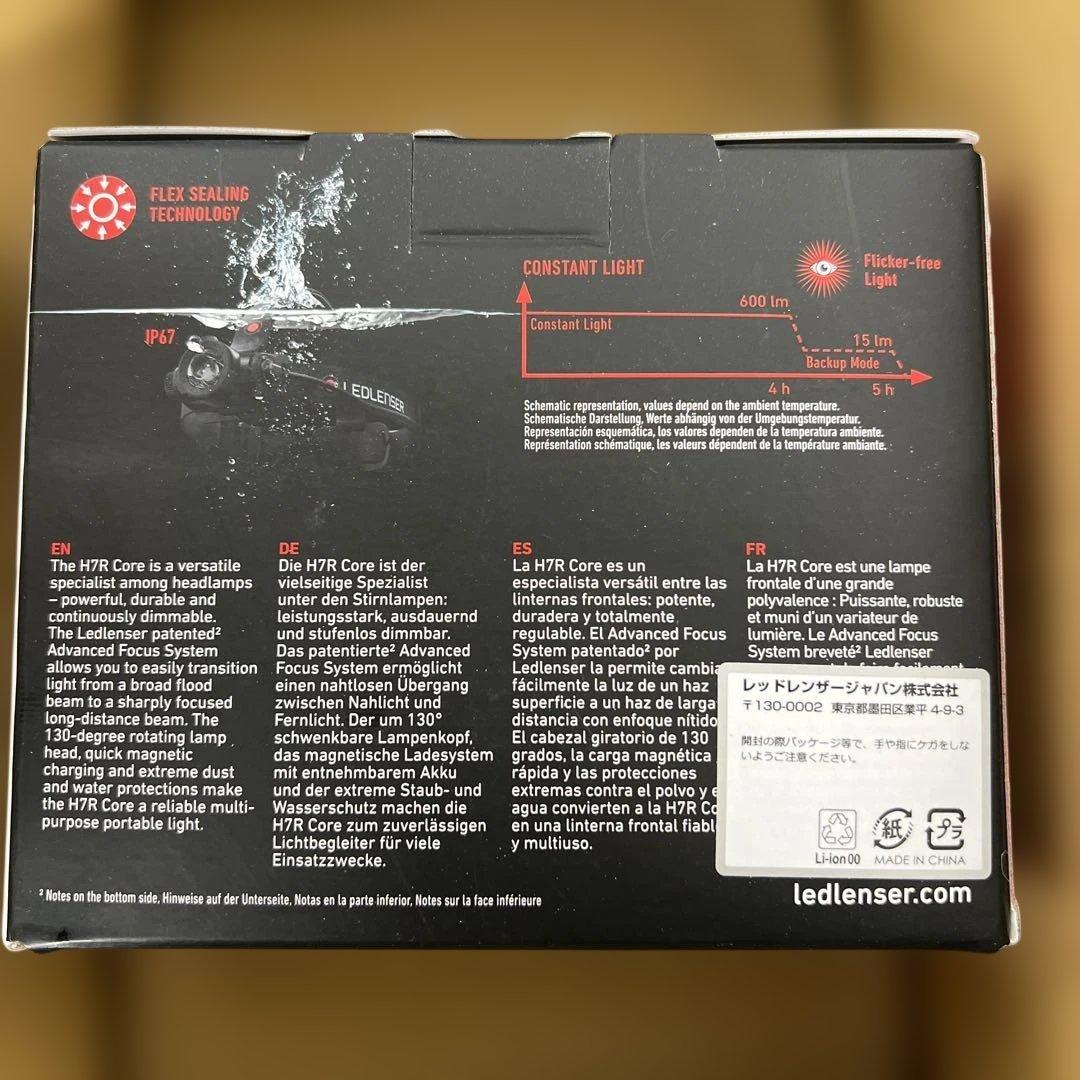 FLEX SEALING
TECHNOLOGY
IP67
LEDLENSER
CONSTANT LIGHT
Flicker-free
Light
600 lm
Constant Light
15 lm
Backup Mode
4 h
5 h
Schematic representation, values depend on the ambient temperature.
Schematische Darstellung, Werte abhängig von der Umgebungstemperatur.
Representación esquemática, los valores dependen de la temperatura ambiente.
Représentation schématique, les valeurs dépendent de la température ambiante.
EN
The H7R Core is a versatile
specialist among headlamps
– powerful, durable and
continuously dimmable.
The Ledlenser patented²
Advanced Focus System
allows you to easily transition
light from a broad flood
beam to a sharply focused
long-distance beam. The
130-degree rotating lamp
head, quick magnetic
charging and extreme dust
and water protections make
the H7R Core a reliable multi-
purpose portable light.
DE
Die H7R Core ist der
vielseitige Spezialist
unter den Stirnlampen:
leistungsstark, ausdauernd
und stufenlos dimmbar.
Das patentierte² Advanced
Focus System ermöglicht
einen nahtlosen Übergang
zwischen Nahlicht und
Fernlicht. Der um 130°
schwenkbare Lampenkopf,
das magnetische Ladesystem
mit entnehmbarem Akku
und der extreme Staub- und
Wasserschutz machen die
H7R Core zum zuverlässigen
Lichtbegleiter für viele
Einsatzzwecke.
ES
La H7R Core es un
especialista versátil entre las
linternas frontales: potente,
duradera y totalmente
regulable. El Advanced Focus
System patentado² por
Ledlenser la permite cambia
fácilmente la luz de un haz
superficie a un haz de larga
distancia con enfoque nítido
El cabezal giratorio de 130
grados, la carga magnética
rápida y las protecciones
extremas contra el polvo y e
agua convierten a la H7R Co
en una linterna frontal fiabl
y multiuso.
FR
La H7R Core est une lampe
frontale d'une grande
polyvalence : Puissante, robuste
et muni d'un variateur de
lumière. Le Advanced Focus
System breveté² Ledlenser
レッドレンザージャパン株式会社
〒130-0002 東京都墨田区業平 4-9-3
開封の際パッケージ等で、手や指にケガをしな
いようご注意ください。
Li-ion 00
紙
プラ
MADE IN CHINA
ledlenser.com
² Notes on the bottom side, Hinweise auf der Unterseite, Notas en la parte inferior, Notes sur la face inférieure